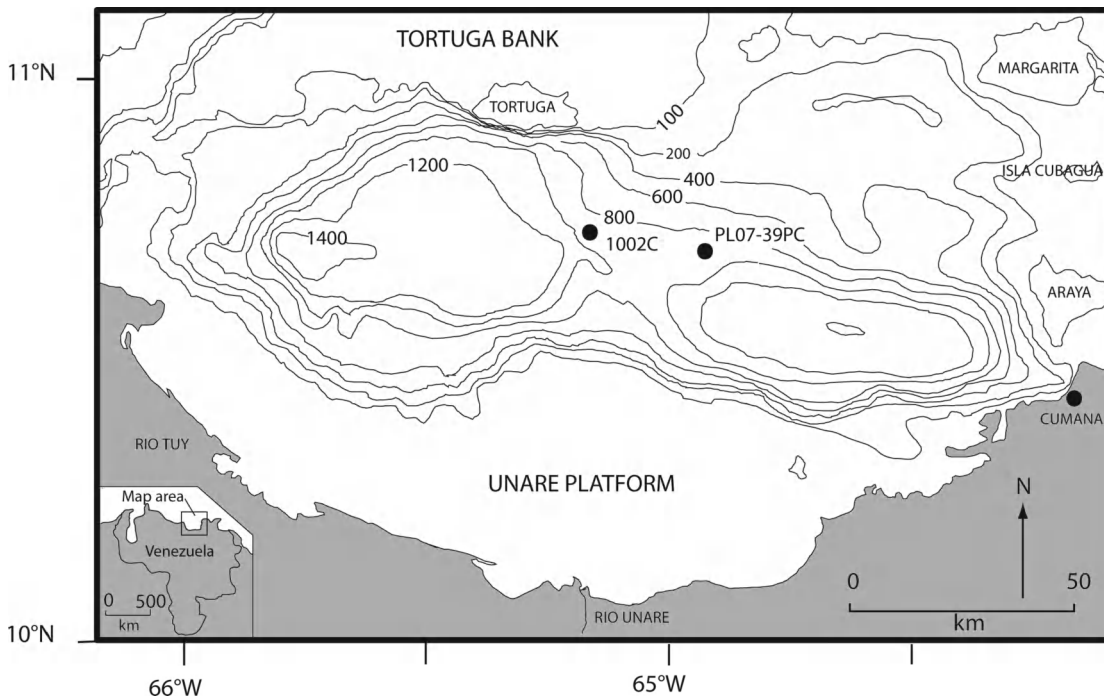 TORTUGA BANK
11°N
MARGARITA
TORTUGA
100
200
1200
400
ISLA CUBAGUA
600
800
PL07-39PC
1400
1002C
ARAYA
CUMANA
RIO TUY
UNARE PLATFORM
N
Map area
Venezuela
0 50
0 500
km
km
RIO UNARE
10°N
66°W
65°W